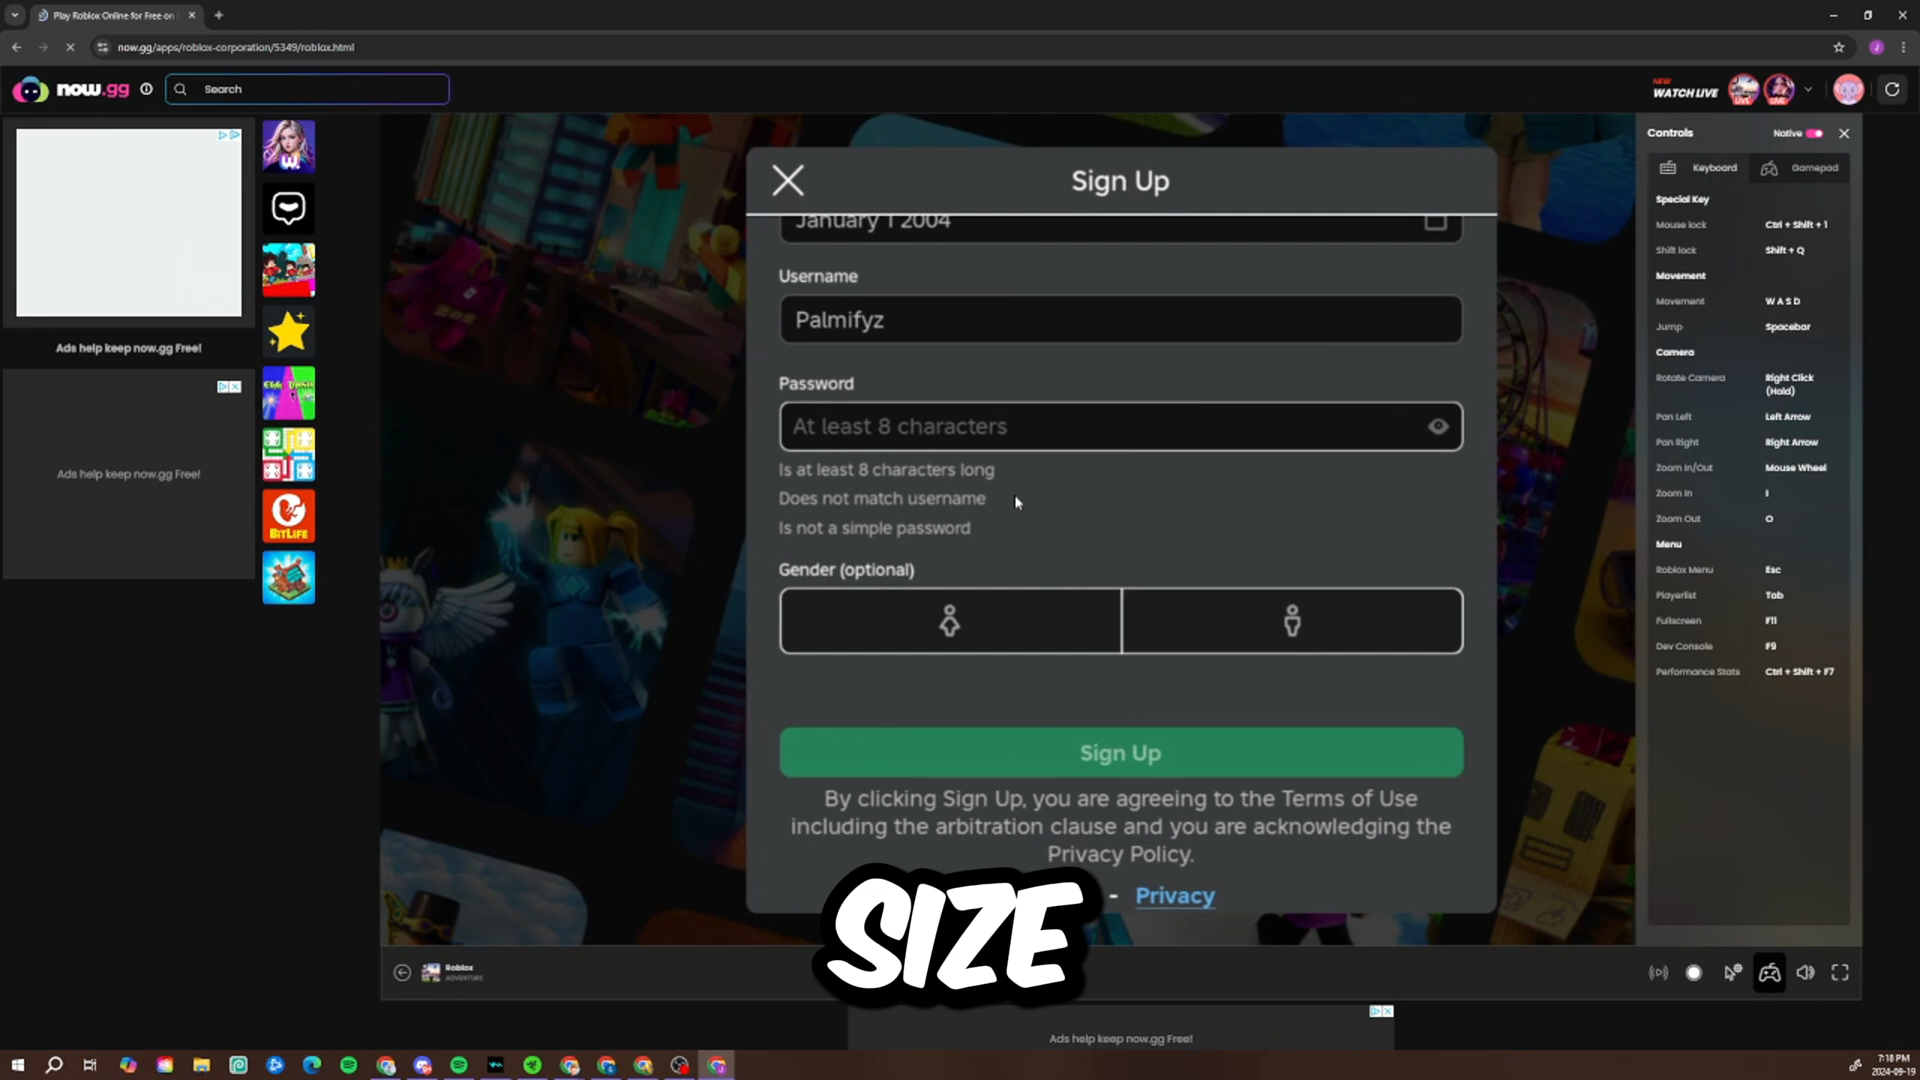 Play Roblox Online for Free on
now.gg/apps/roblox-corporation/5349/roblox.html
now.gg
Search
NEW
WATCH LIVE
LIVE
LIVE
Ads help keep now.gg Free!
Ads help keep now.gg Free!
w.
EGG DASH
BITLIFE
Sign Up
January 1 2004
Username
Palmifyz
Password
At least 8 characters
Is at least 8 characters long
Does not match username
Is not a simple password
Gender (optional)
Sign Up
By clicking Sign Up, you are agreeing to the Terms of Use
including the arbitration clause and you are acknowledging the
Privacy Policy.
- Privacy
SIZE
Controls
Native
Keyboard
Gamepad
Special Key
Mouse lock Ctrl + Shift + 1
Shift lock Shift + Q
Movement
Movement W A S D
Jump Spacebar
Camera
Rotate Camera Right Click
(Hold)
Pan Left Left Arrow
Pan Right Right Arrow
Zoom In/Out Mouse Wheel
Zoom In I
Zoom Out O
Menu
Roblox Menu Esc
Playerlist Tab
Fullscreen F11
Dev Console F9
Performance Stats Ctrl + Shift + F7
Roblox
ADVENTURE
Ads help keep now.gg Free!
7:18 PM
2024-09-19